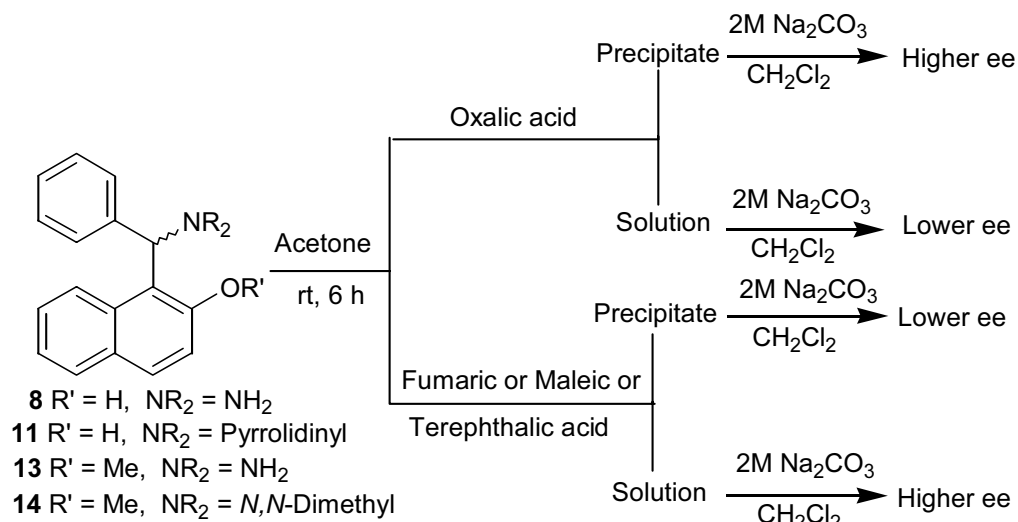 2M Na₂CO₃
Precipitate
CH₂Cl₂
Higher ee
Oxalic acid
NR₂
Solution
2M Na₂CO₃
CH₂Cl₂
Lower ee
Acetone
rt, 6 h
OR'
2M Na₂CO₃
Precipitate
CH₂Cl₂
Lower ee
Fumaric or Maleic or
Terephthalic acid
8 R' = H, NR₂ = NH₂
11 R' = H, NR₂ = Pyrrolidinyl
13 R' = Me, NR₂ = NH₂
14 R' = Me, NR₂ = N,N-Dimethyl
2M Na₂CO₃
Solution
CH₂Cl₂
Higher ee